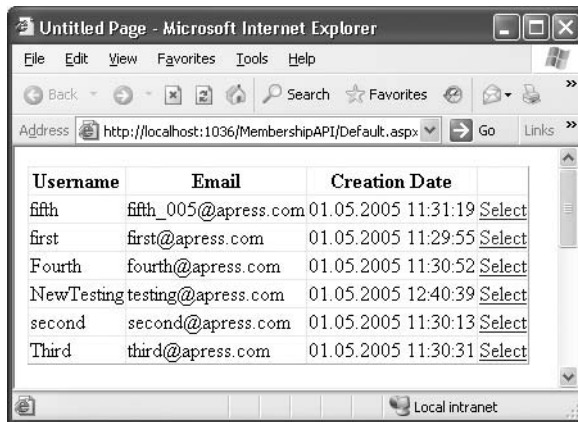 Untitled Page - Microsoft Internet Explorer
File Edit View Favorites Tools Help
Back Search Favorites »
Address http://localhost:1036/MembershipAPI/Default.aspx Go Links »
Username Email Creation Date
fifth fifth_005@apress.com 01.05.2005 11:31:19 Select
first first@apress.com 01.05.2005 11:29:55 Select
Fourth fourth@apress.com 01.05.2005 11:30:52 Select
NewTesting testing@apress.com 01.05.2005 12:40:39 Select
second second@apress.com 01.05.2005 11:30:13 Select
Third third@apress.com 01.05.2005 11:30:31 Select
Local intranet